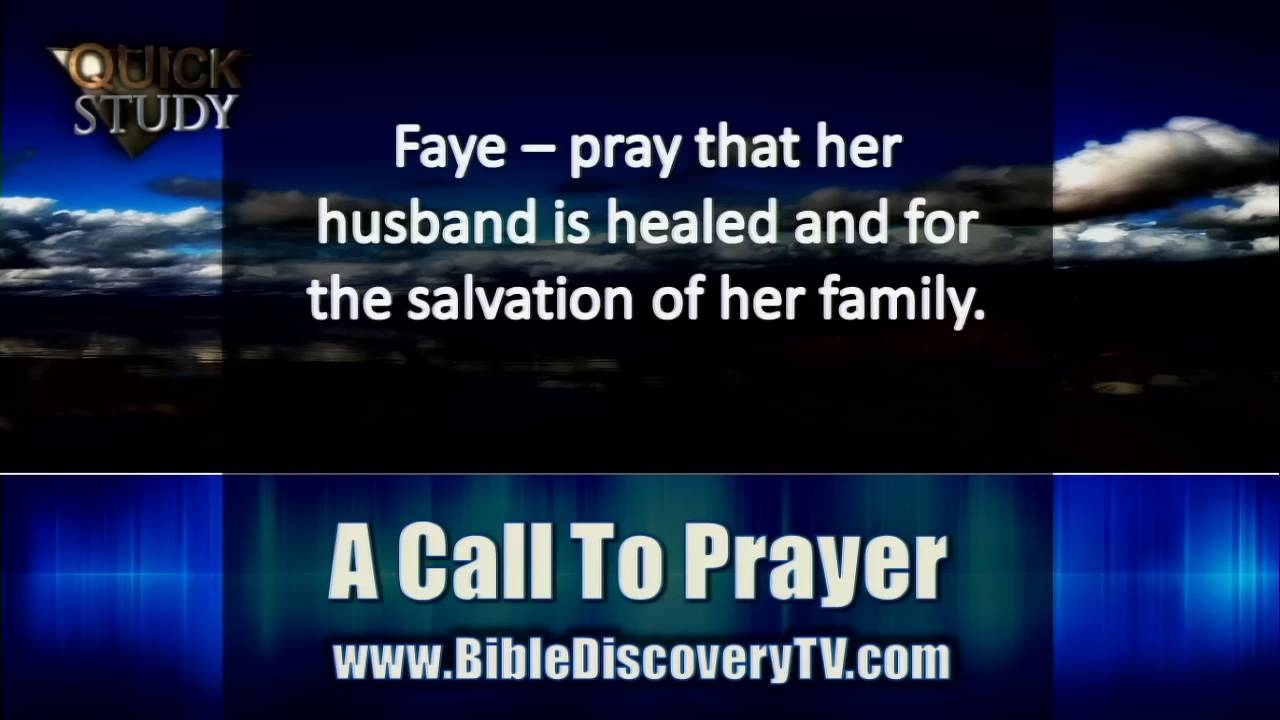 QUICK
STUDY
Faye – pray that her
husband is healed and for
the salvation of her family.
A Call To Prayer
www.BibleDiscoveryTV.com